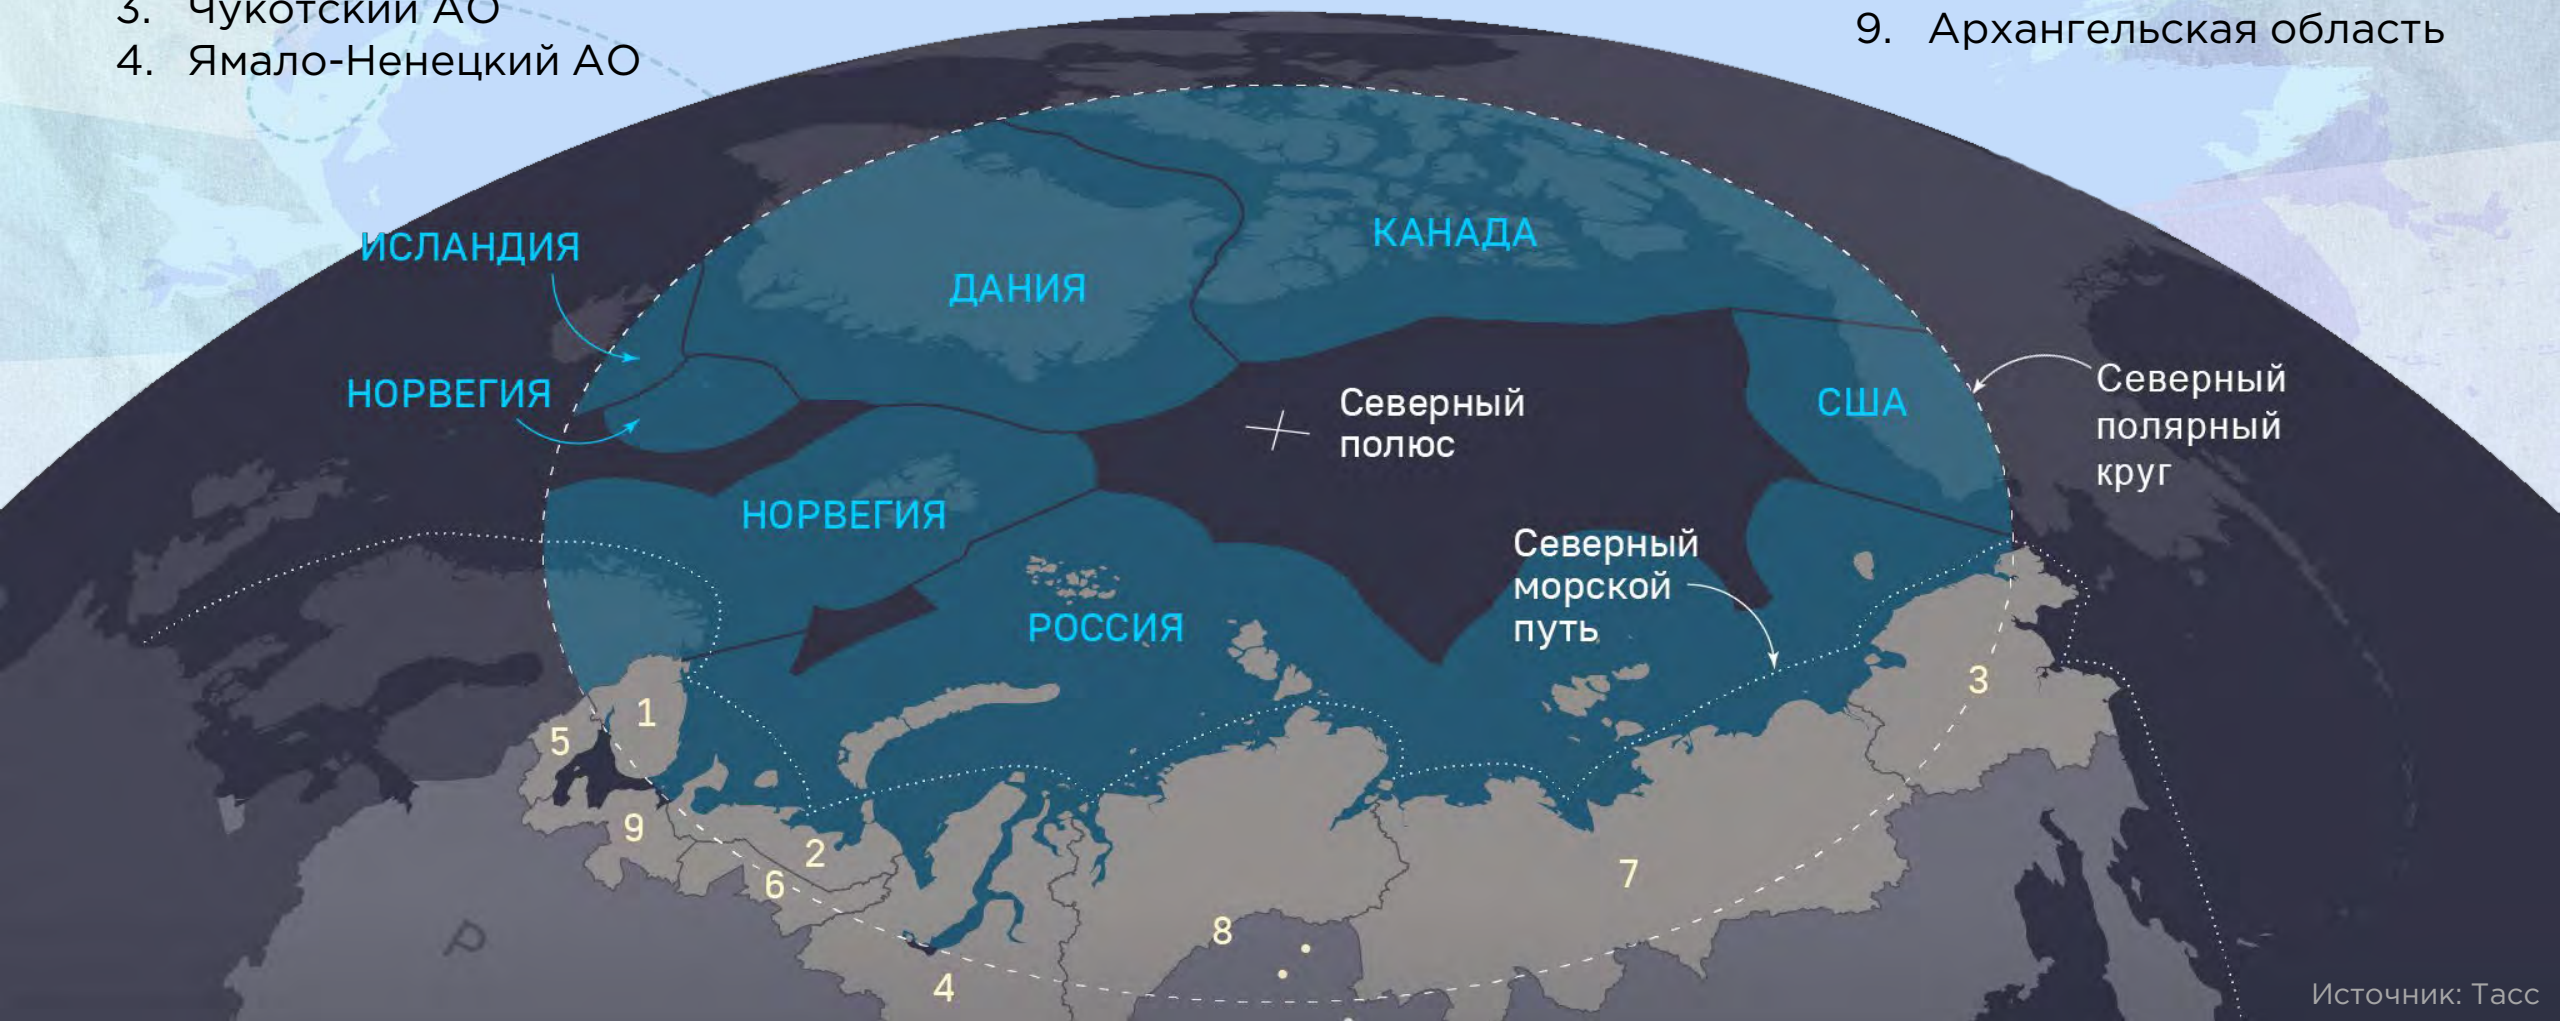 3. Чукотский АО
4. Ямало-Ненецкий АО
9. Архангельская область
ИСЛАНДИЯ
КАНАДА
ДАНИЯ
НОРВЕГИЯ
Северный
полюс
США
Северный
полярный
круг
НОРВЕГИЯ
Северный
морской
путь
РОССИЯ
1
3
5
9
2
6
7
8
4
Р
Источник: Тасс